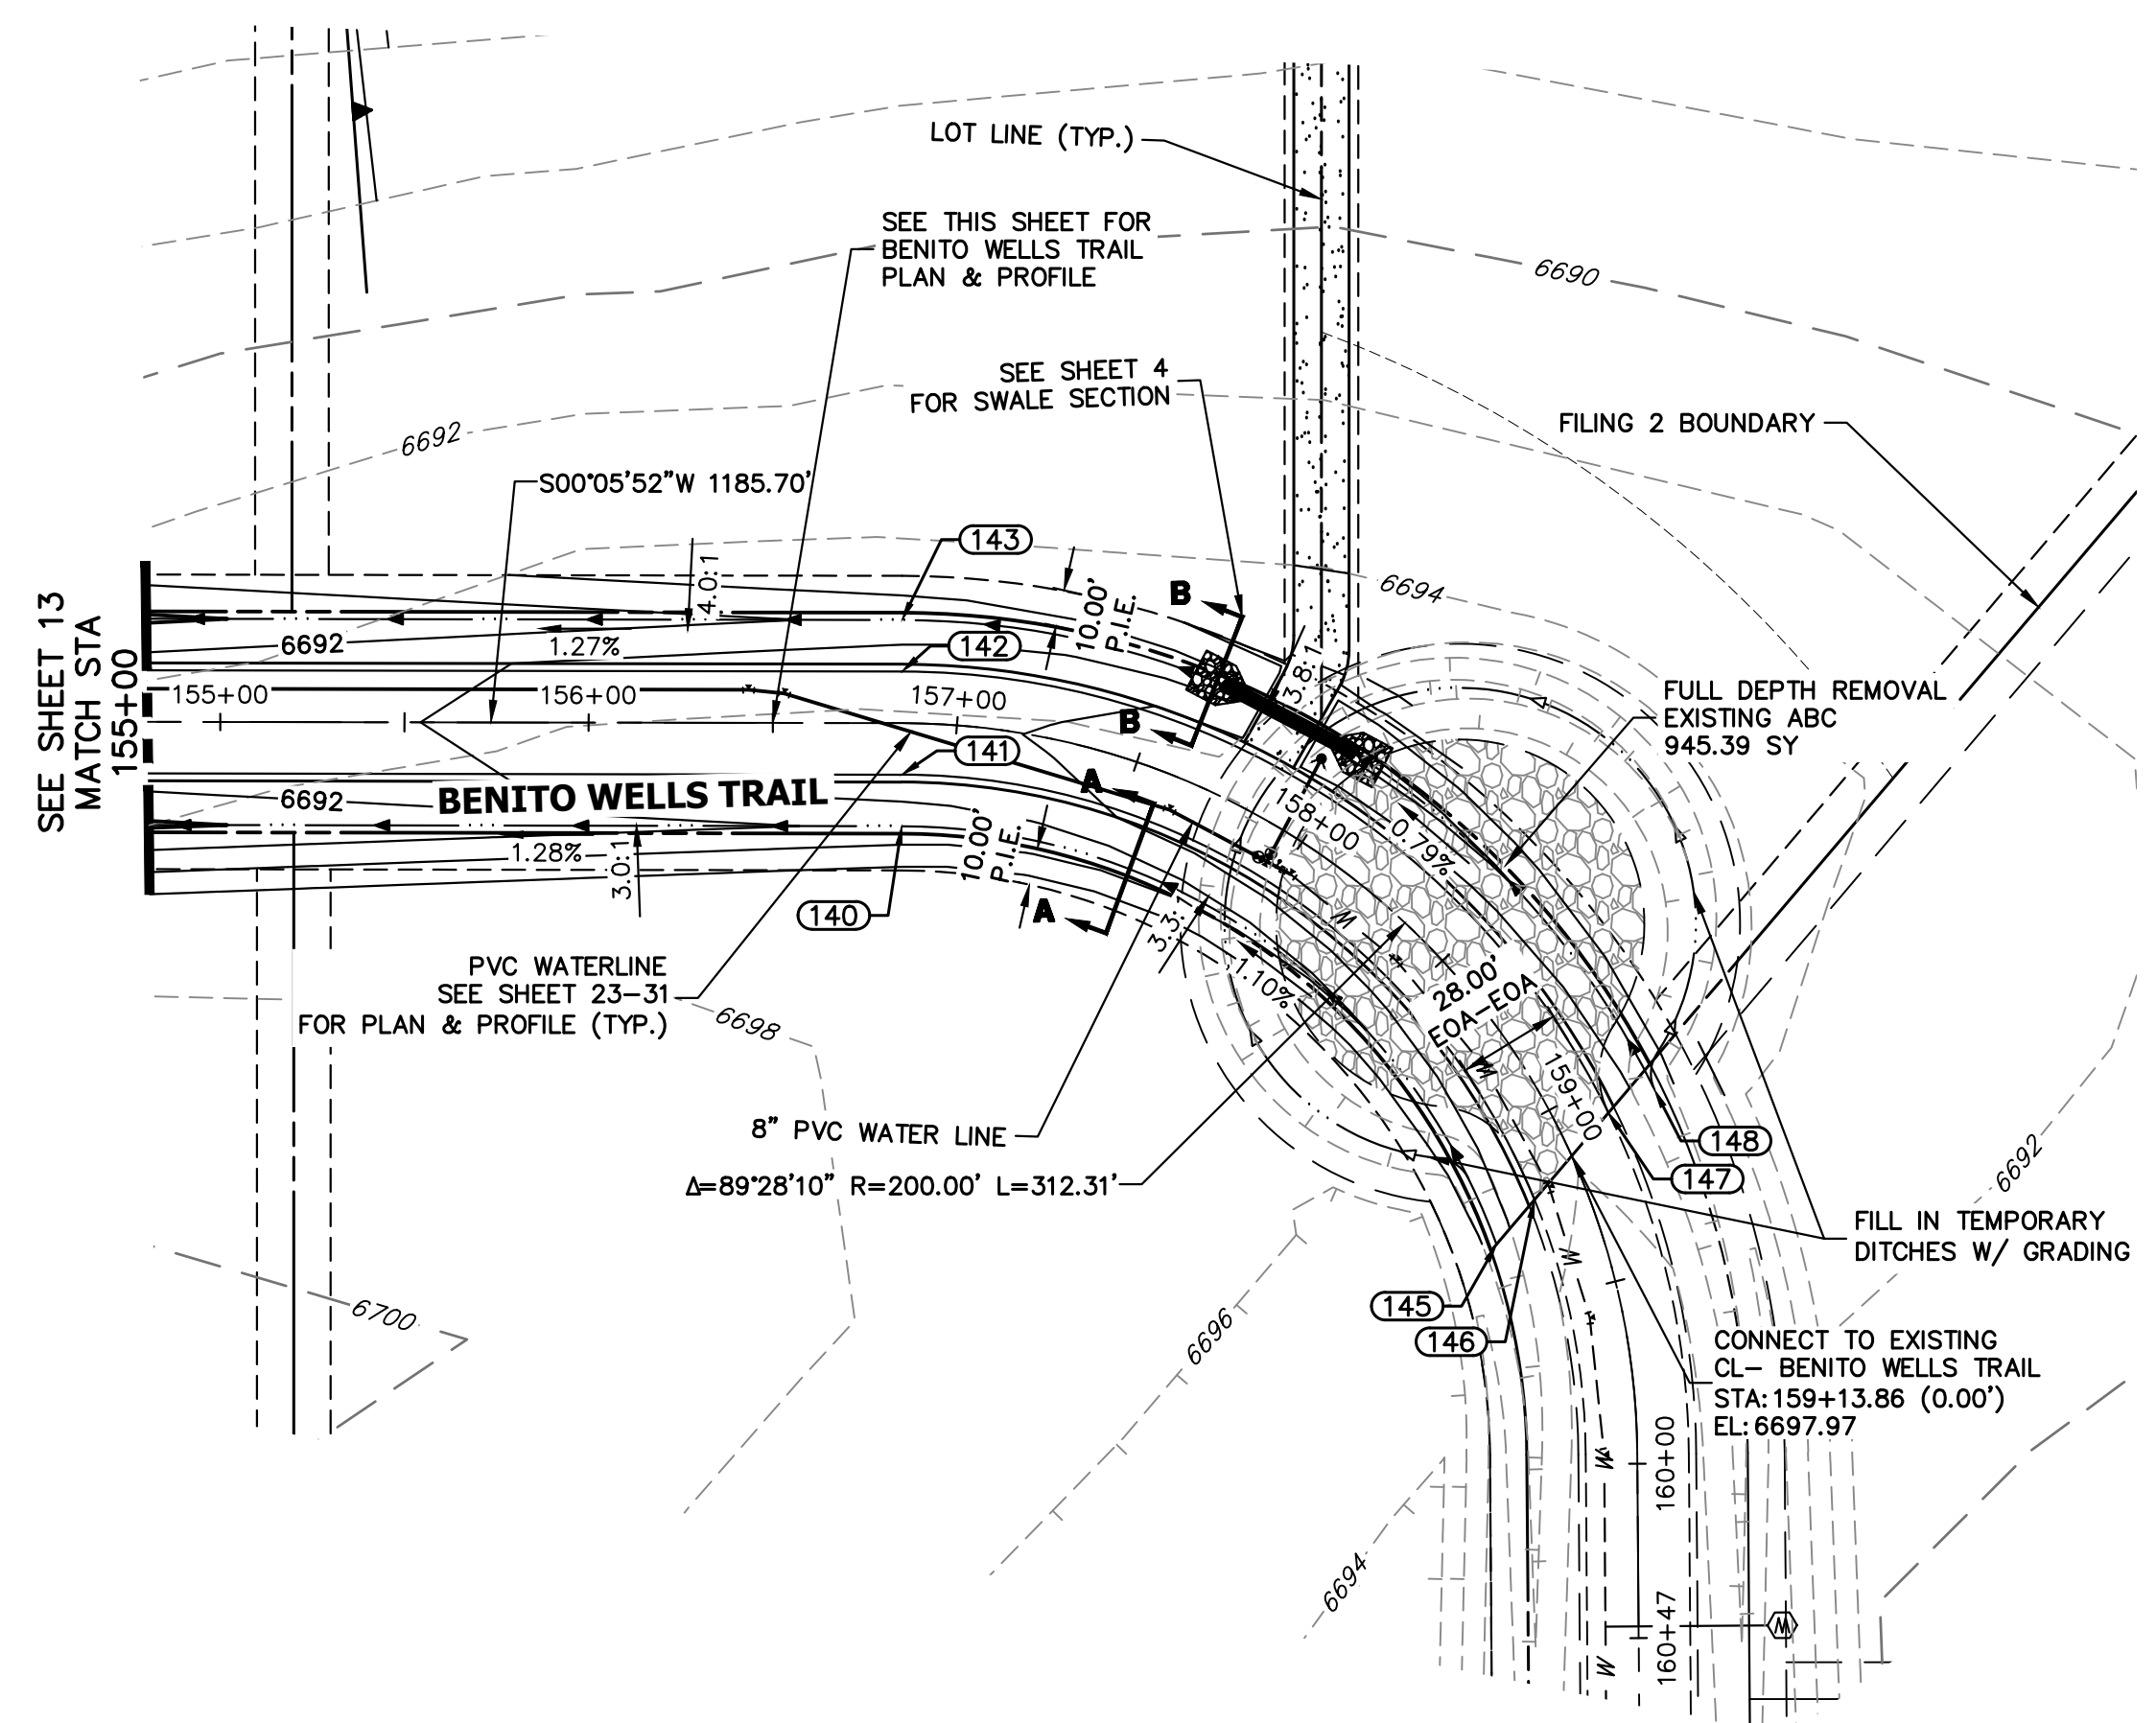 LOT LINE (TYP.)
SEE THIS SHEET FOR
BENITO WELLS TRAIL
PLAN & PROFILE
6690
SEE SHEET 4
FOR SWALE SECTION
FILING 2 BOUNDARY
6692
S00°05'52"W 1185.70'
143
4.0:1
10.00'
P.I.E.
B
6694
SEE SHEET 13
MATCH STA
155+00
6692
1.27%
142
3.8:1
155+00
156+00
157+00
B
FULL DEPTH REMOVAL
EXISTING ABC
945.39 SY
141
A
6692
BENITO WELLS TRAIL
158+00
0.79%
1.28%
3.0:1
10.00'
P.I.E.
140
A
3.3:1
1.10%
W
28.00'
EOA-EOA
PVC WATERLINE
SEE SHEET 23-31
FOR PLAN & PROFILE (TYP.)
6698
W
159+00
8" PVC WATER LINE
148
147
Δ=89°28'10" R=200.00' L=312.31'
6692
FILL IN TEMPORARY
DITCHES W/ GRADING
W
145
146
6700
6696
CONNECT TO EXISTING
CL- BENITO WELLS TRAIL
STA:159+13.86 (0.00')
EL:6697.97
W
160+00
6694
160+47
W
W